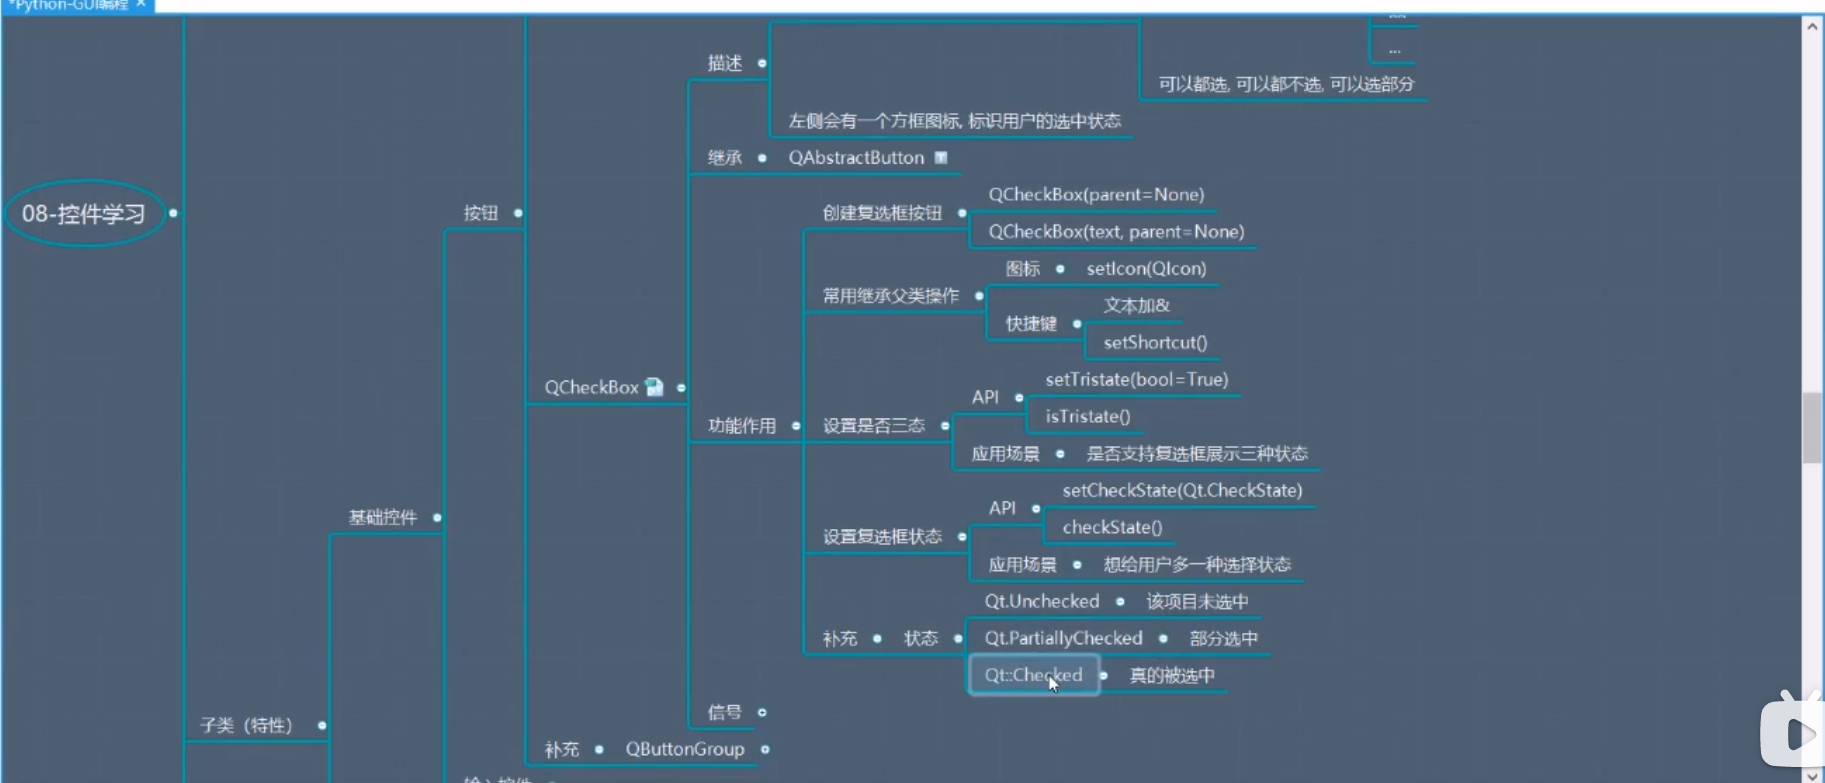 *Python-GUI编程 ×
...
描述
可以都选, 可以都不选, 可以选部分
左侧会有一个方框图标, 标识用户的选中状态
继承 QAbstractButton
08-控件学习
按钮
创建复选框按钮
QCheckBox(parent=None)
QCheckBox(text, parent=None)
图标 setIcon(QIcon)
常用继承父类操作
文本加&
快捷键
setShortcut()
setTristate(bool=True)
QCheckBox
API
isTristate()
功能作用
设置是否三态
应用场景 是否支持复选框展示三种状态
setCheckState(Qt.CheckState)
API
checkState()
基础控件
设置复选框状态
应用场景 想给用户多一种选择状态
Qt.Unchecked 该项目未选中
补充 状态 Qt.PartiallyChecked 部分选中
Qt::Checked 真的被选中
信号
子类（特性）
补充 QButtonGroup
输入控件